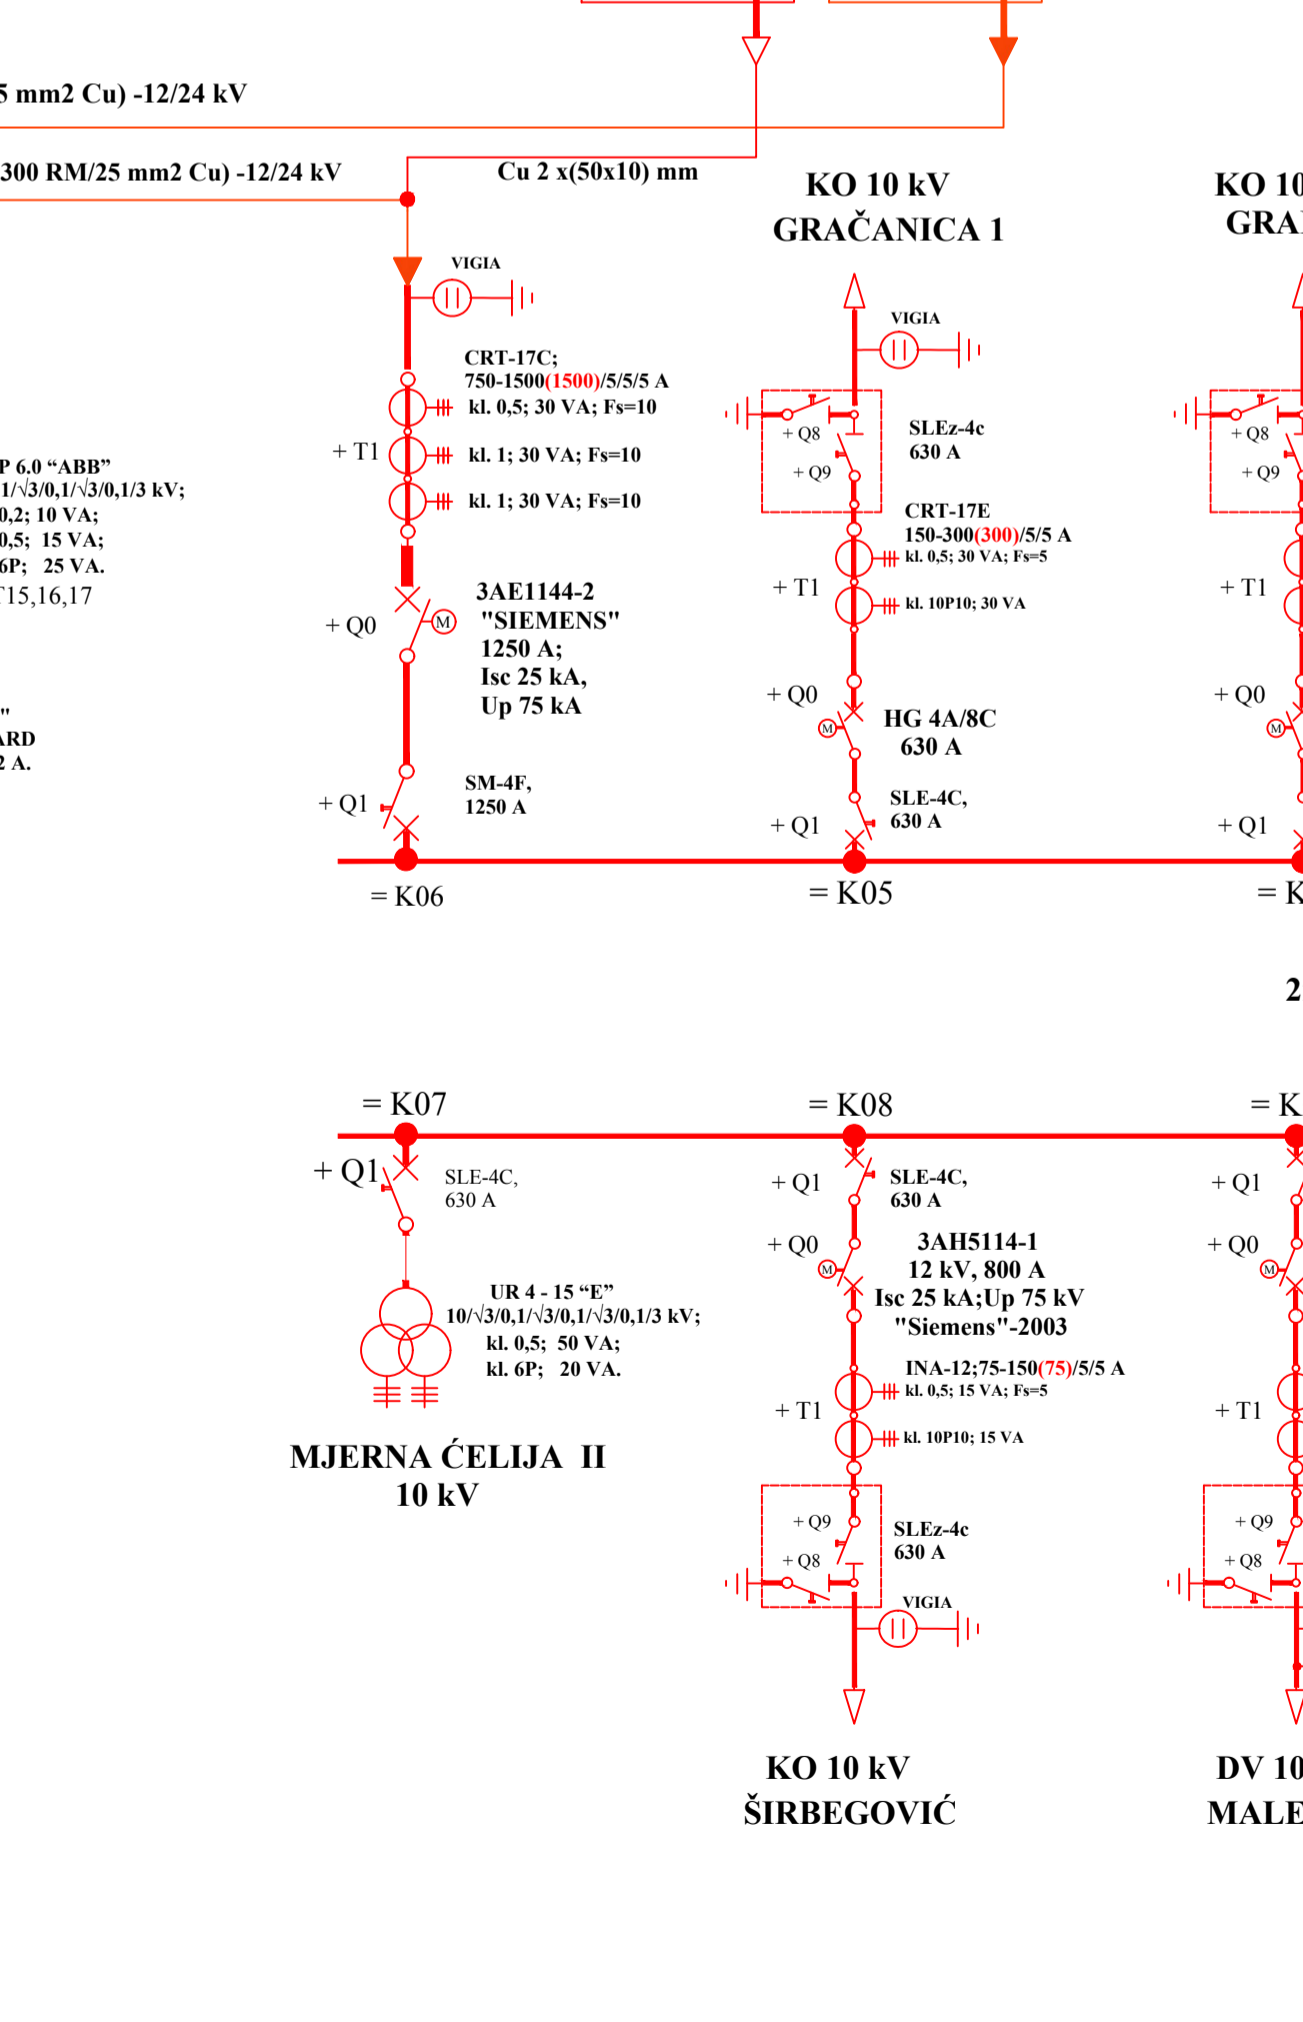 5 mm2 Cu) -12/24 kV
300 RM/25 mm2 Cu) -12/24 kV
Cu 2 x(50x10) mm
KO 10 kV
GRAČANICA 1
KO 10
GRA
VIGIA
VIGIA
CRT-17C;
750-1500(1500)/5/5/5 A
kl. 0,5; 30 VA; Fs=10
+ T1
kl. 1; 30 VA; Fs=10
kl. 1; 30 VA; Fs=10
P 6.0 “ABB”
1/√3/0,1/√3/0,1/3 kV;
0,2; 10 VA;
0,5; 15 VA;
6P; 25 VA.
T15,16,17
"
ARD
2 A.
3AE1144-2
"SIEMENS"
1250 A;
Isc 25 kA,
Up 75 kA
+ Q0
SM-4F,
1250 A
+ Q1
= K06
+ Q8
+ Q9
SLEz-4c
630 A
CRT-17E
150-300(300)/5/5 A
kl. 0,5; 30 VA; Fs=5
+ T1
kl. 10P10; 30 VA
+ Q0
M
M
HG 4A/8C
630 A
SLE-4C,
630 A
+ Q1
= K05
+ Q8
+ Q9
+ T1
+ Q0
M
+ Q1
= K
2
= K07
+ Q1
SLE-4C,
630 A
UR 4 - 15 “E”
10/√3/0,1/√3/0,1/√3/0,1/3 kV;
kl. 0,5; 50 VA;
kl. 6P; 20 VA.
MJERNA ĆELIJA II
10 kV
= K08
+ Q1
SLE-4C,
630 A
+ Q0
M
3AH5114-1
12 kV, 800 A
Isc 25 kA;Up 75 kV
"Siemens"-2003
INA-12;75-150(75)/5/5 A
kl. 0,5; 15 VA; Fs=5
+ T1
kl. 10P10; 15 VA
+ Q9
+ Q8
SLEz-4c
630 A
VIGIA
KO 10 kV
ŠIRBEGOVIĆ
= K
+ Q1
+ Q0
M
+ T1
+ Q9
+ Q8
DV 10
MALE